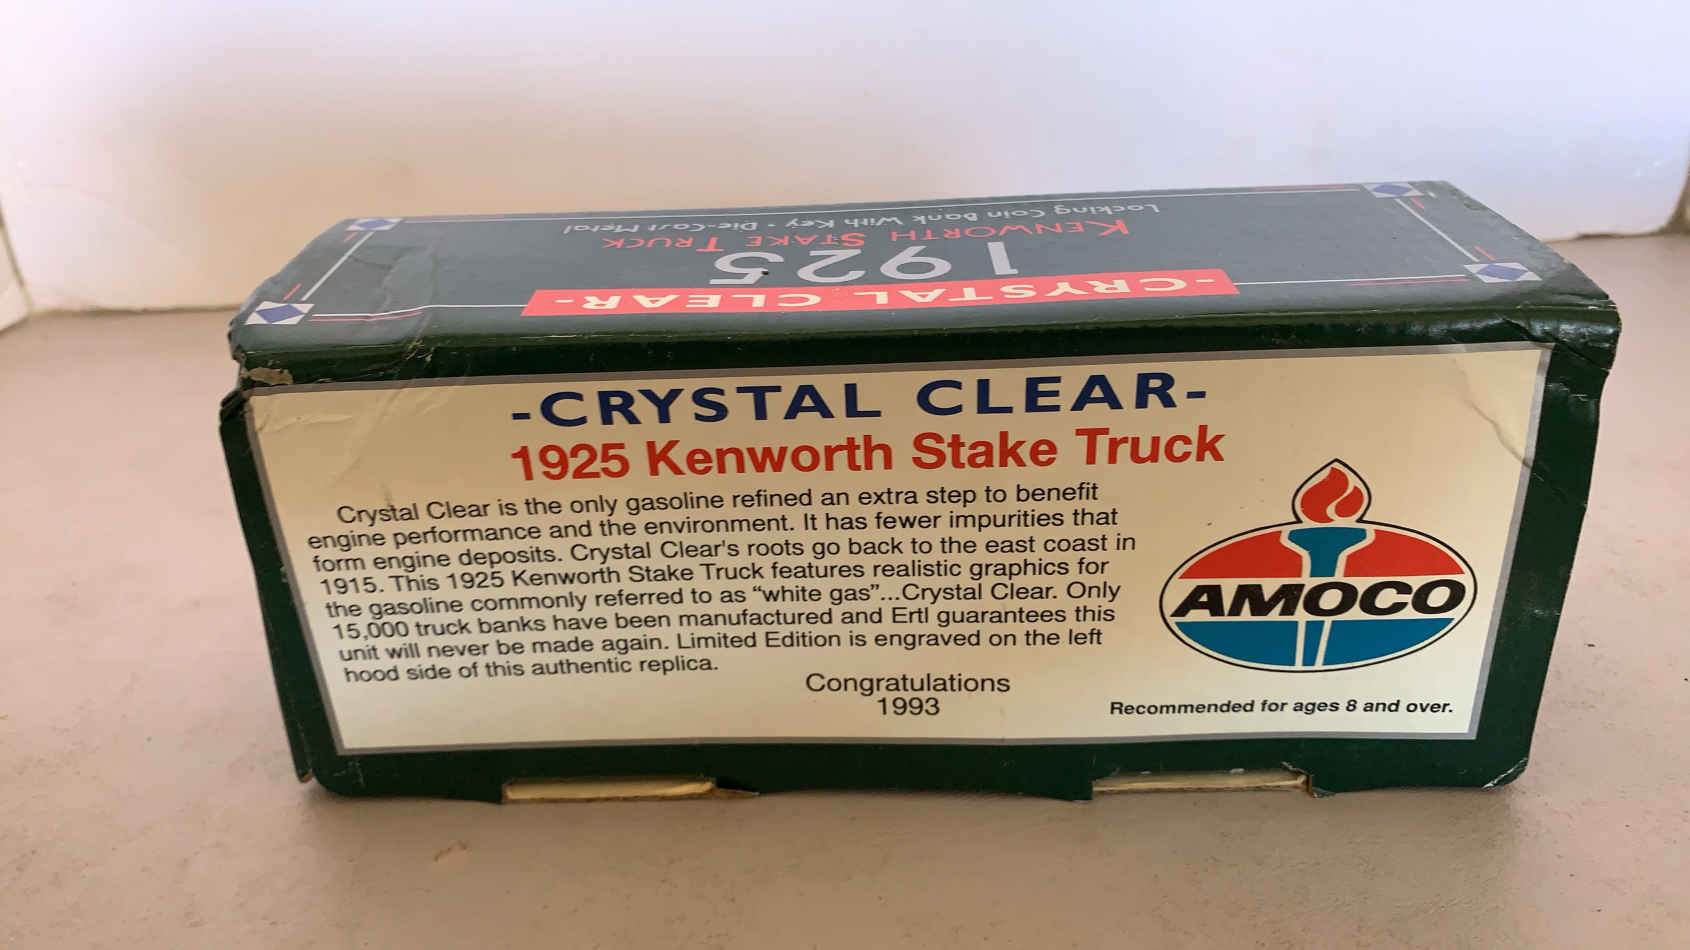 Locking Coin Bank With Key • Die-Cast Metal
KENWORTH STAKE TRUCK
1925
-CRYSTAL CLEAR-
-CRYSTAL CLEAR-
1925 Kenworth Stake Truck
Crystal Clear is the only gasoline refined an extra step to benefit
engine performance and the environment. It has fewer impurities that
form engine deposits. Crystal Clear's roots go back to the east coast in
1915. This 1925 Kenworth Stake Truck features realistic graphics for
the gasoline commonly referred to as “white gas”...Crystal Clear. Only
15,000 truck banks have been manufactured and Ertl guarantees this
unit will never be made again. Limited Edition is engraved on the left
hood side of this authentic replica.
Congratulations
1993
AMOCO
Recommended for ages 8 and over.